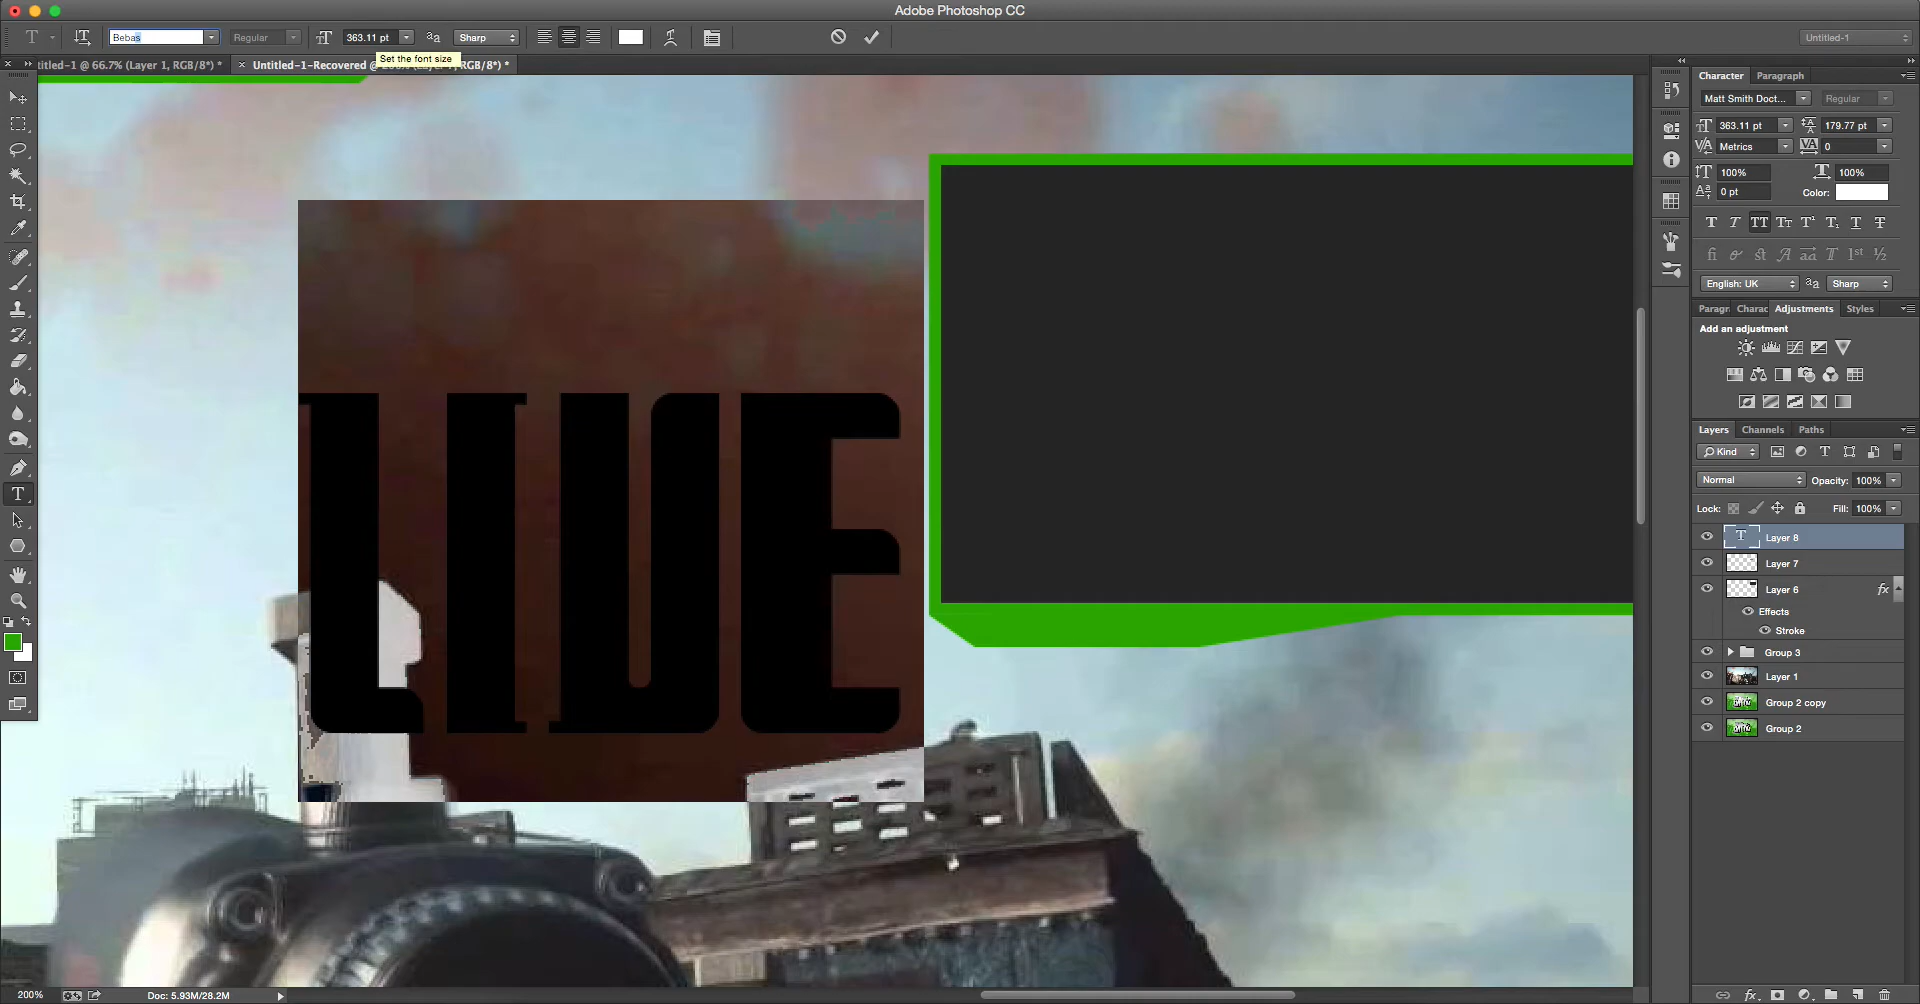 Adobe Photoshop CC
T Bebas Regular 363.11 pt Sharp Untitled-1
Set the font size
titled-1 @ 66.7% (Layer 1, RGB/8*) * Untitled-1-Recovered @ RGB/8*) *
Character Paragraph
Matt Smith Doct... Regular
363.11 pt 179.77 pt
Metrics 0
100% 100%
0 pt Color:
English: UK Sharp
Paragr Charac Adjustments Styles
Add an adjustment
LIVE
Layers Channels Paths
Kind
Normal Opacity: 100%
Lock: Fill: 100%
Layer 8
Layer 7
Layer 6 fx
Effects
Stroke
Group 3
Layer 1
Group 2 copy
Group 2
200% Doc: 5.93M/28.2M